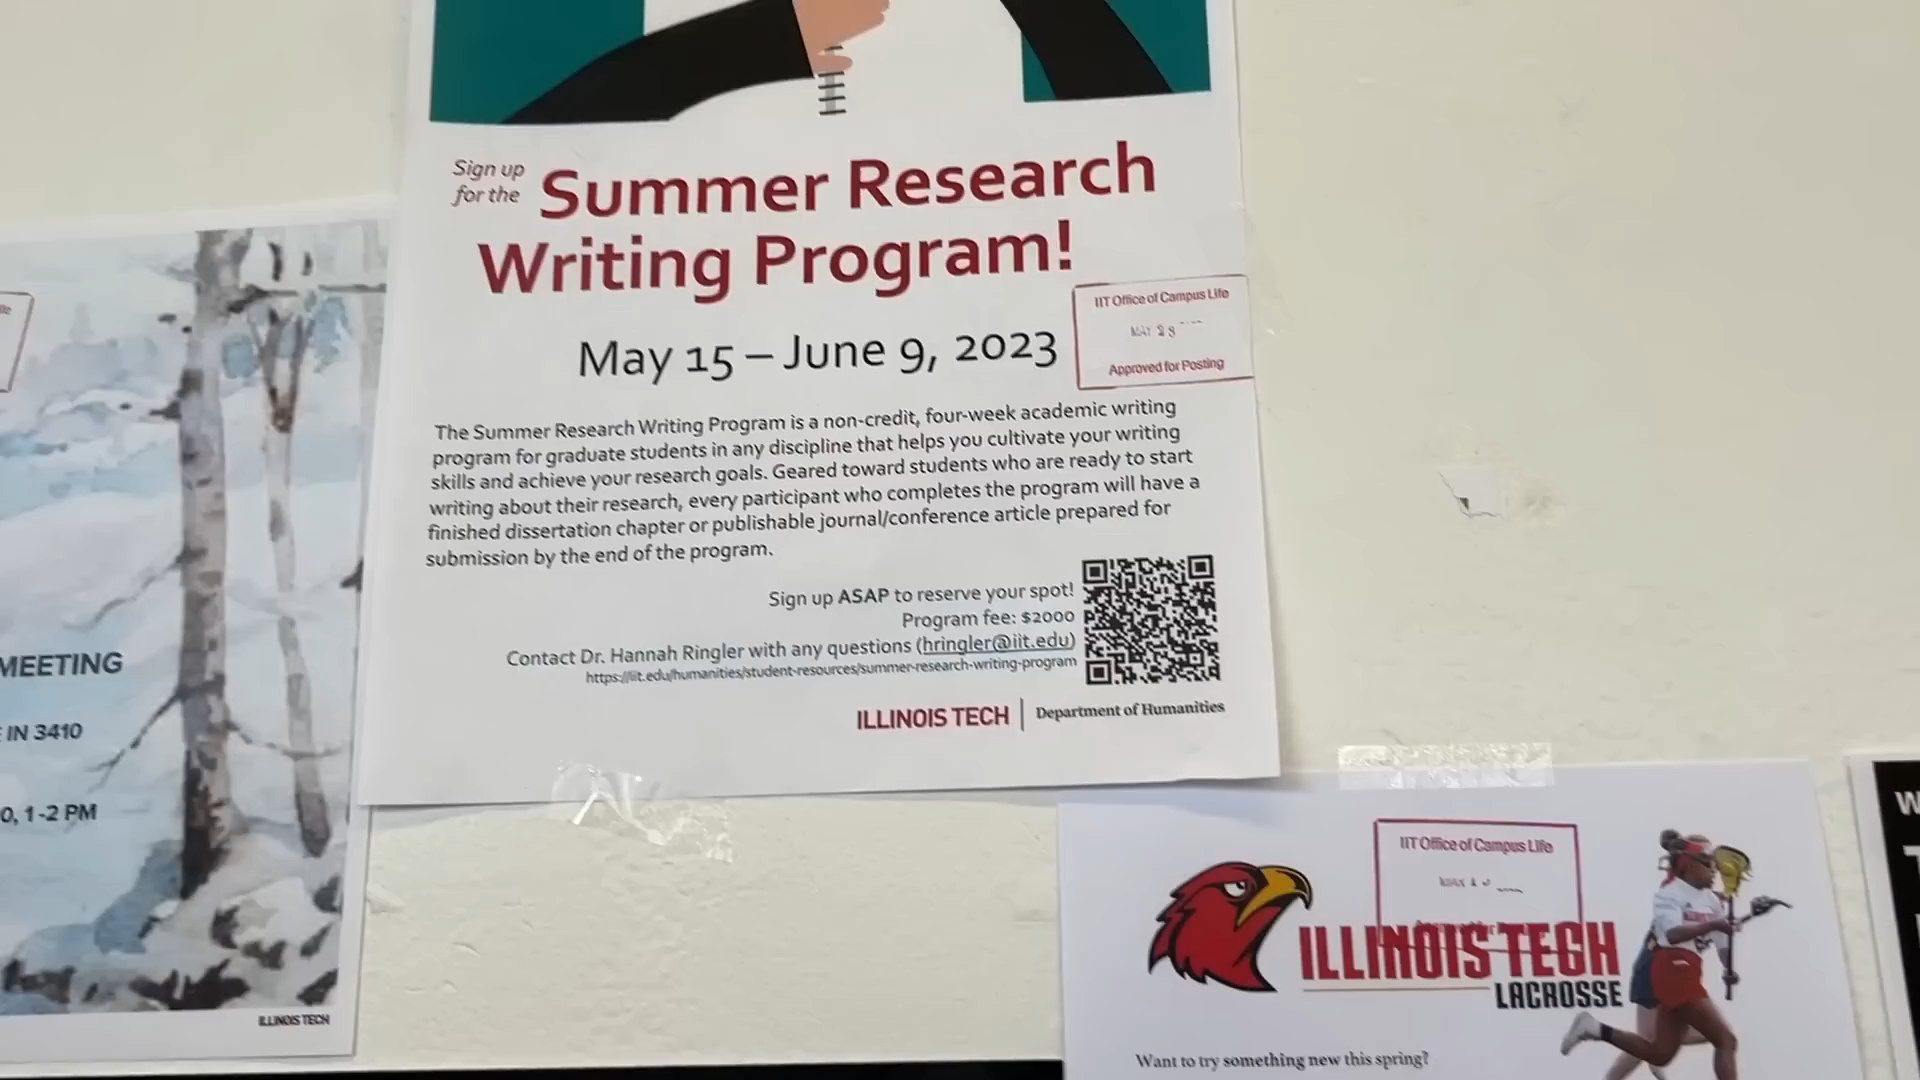 Sign up
for the
Summer Research
Writing Program!
May 15 – June 9, 2023
IIT Office of Campus Life
Approved for Posting
The Summer Research Writing Program is a non-credit, four-week academic writing
program for graduate students in any discipline that helps you cultivate your writing
skills and achieve your research goals. Geared toward students who are ready to start
writing about their research, every participant who completes the program will have a
finished dissertation chapter or publishable journal/conference article prepared for
submission by the end of the program.
Sign up ASAP to reserve your spot!
Program fee: $2000
Contact Dr. Hannah Ringler with any questions (hringler@iit.edu)
https://iit.edu/humanities/student-resources/summer-research-writing-program
ILLINOIS TECH | Department of Humanities
MEETING
IN 3410
0, 1-2 PM
ILLINOIS TECH
IIT Office of Campus Life
ILLINOIS TECH
LACROSSE
Want to try something new this spring?